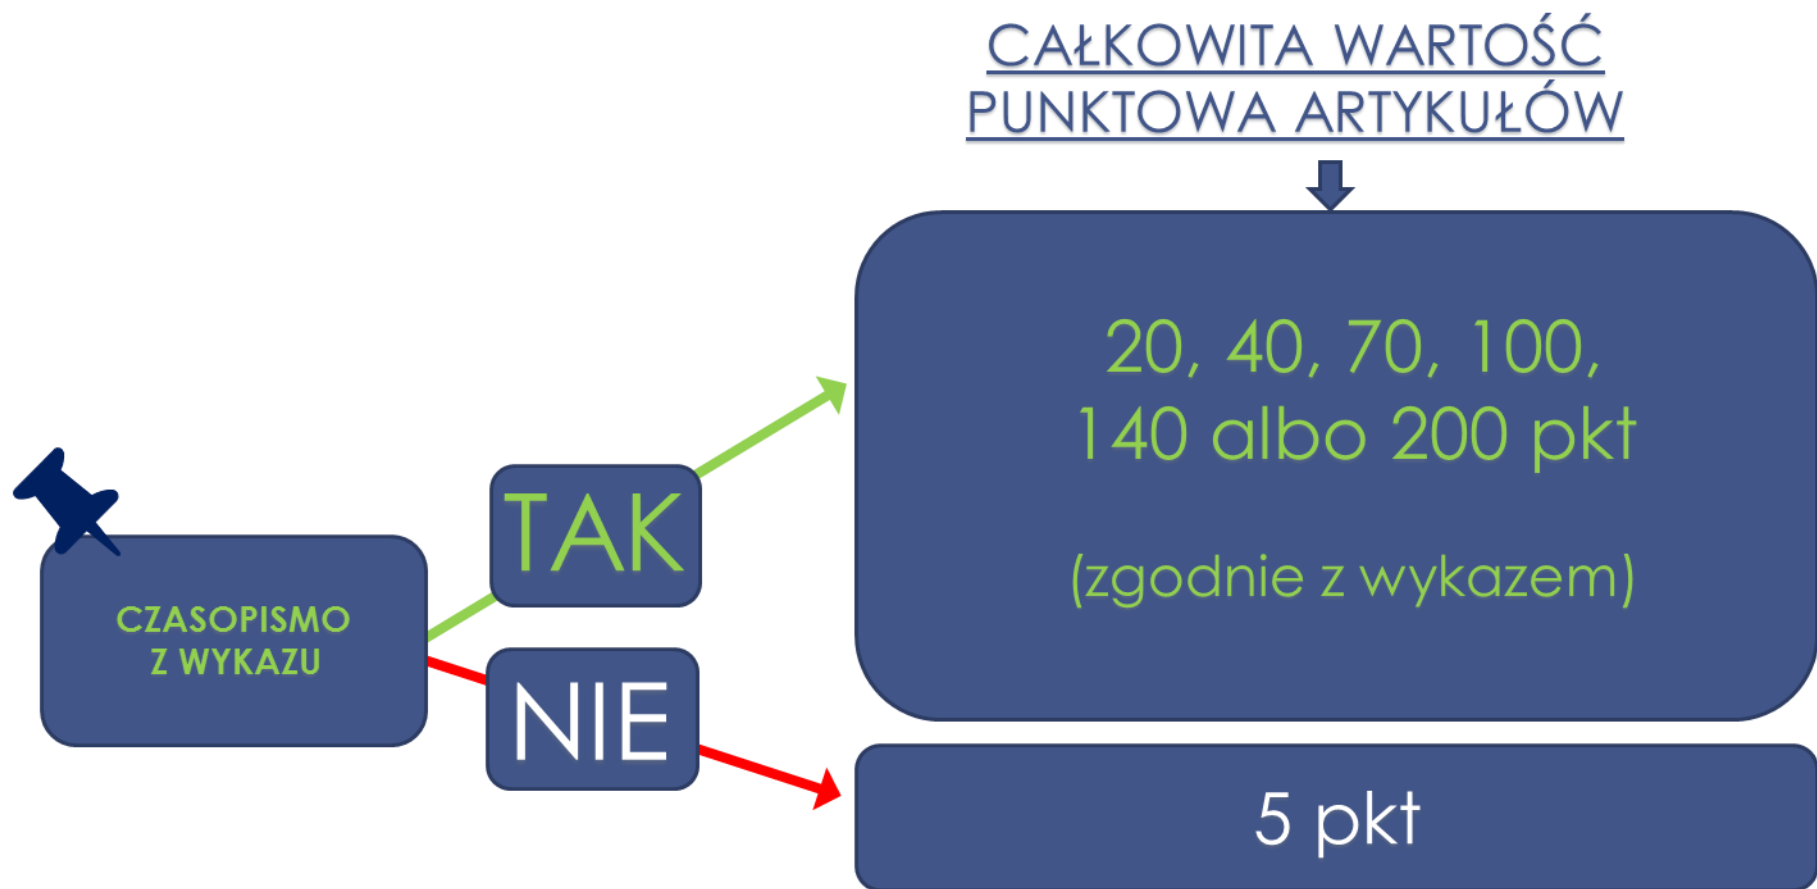 CAŁKOWITA WARTOŚĆ
PUNKTOWA ARTYKUŁÓW
20, 40, 70, 100,
140 albo 200 pkt
(zgodnie z wykazem)
TAK
CZASOPISMO
Z WYKAZU
NIE
5 pkt